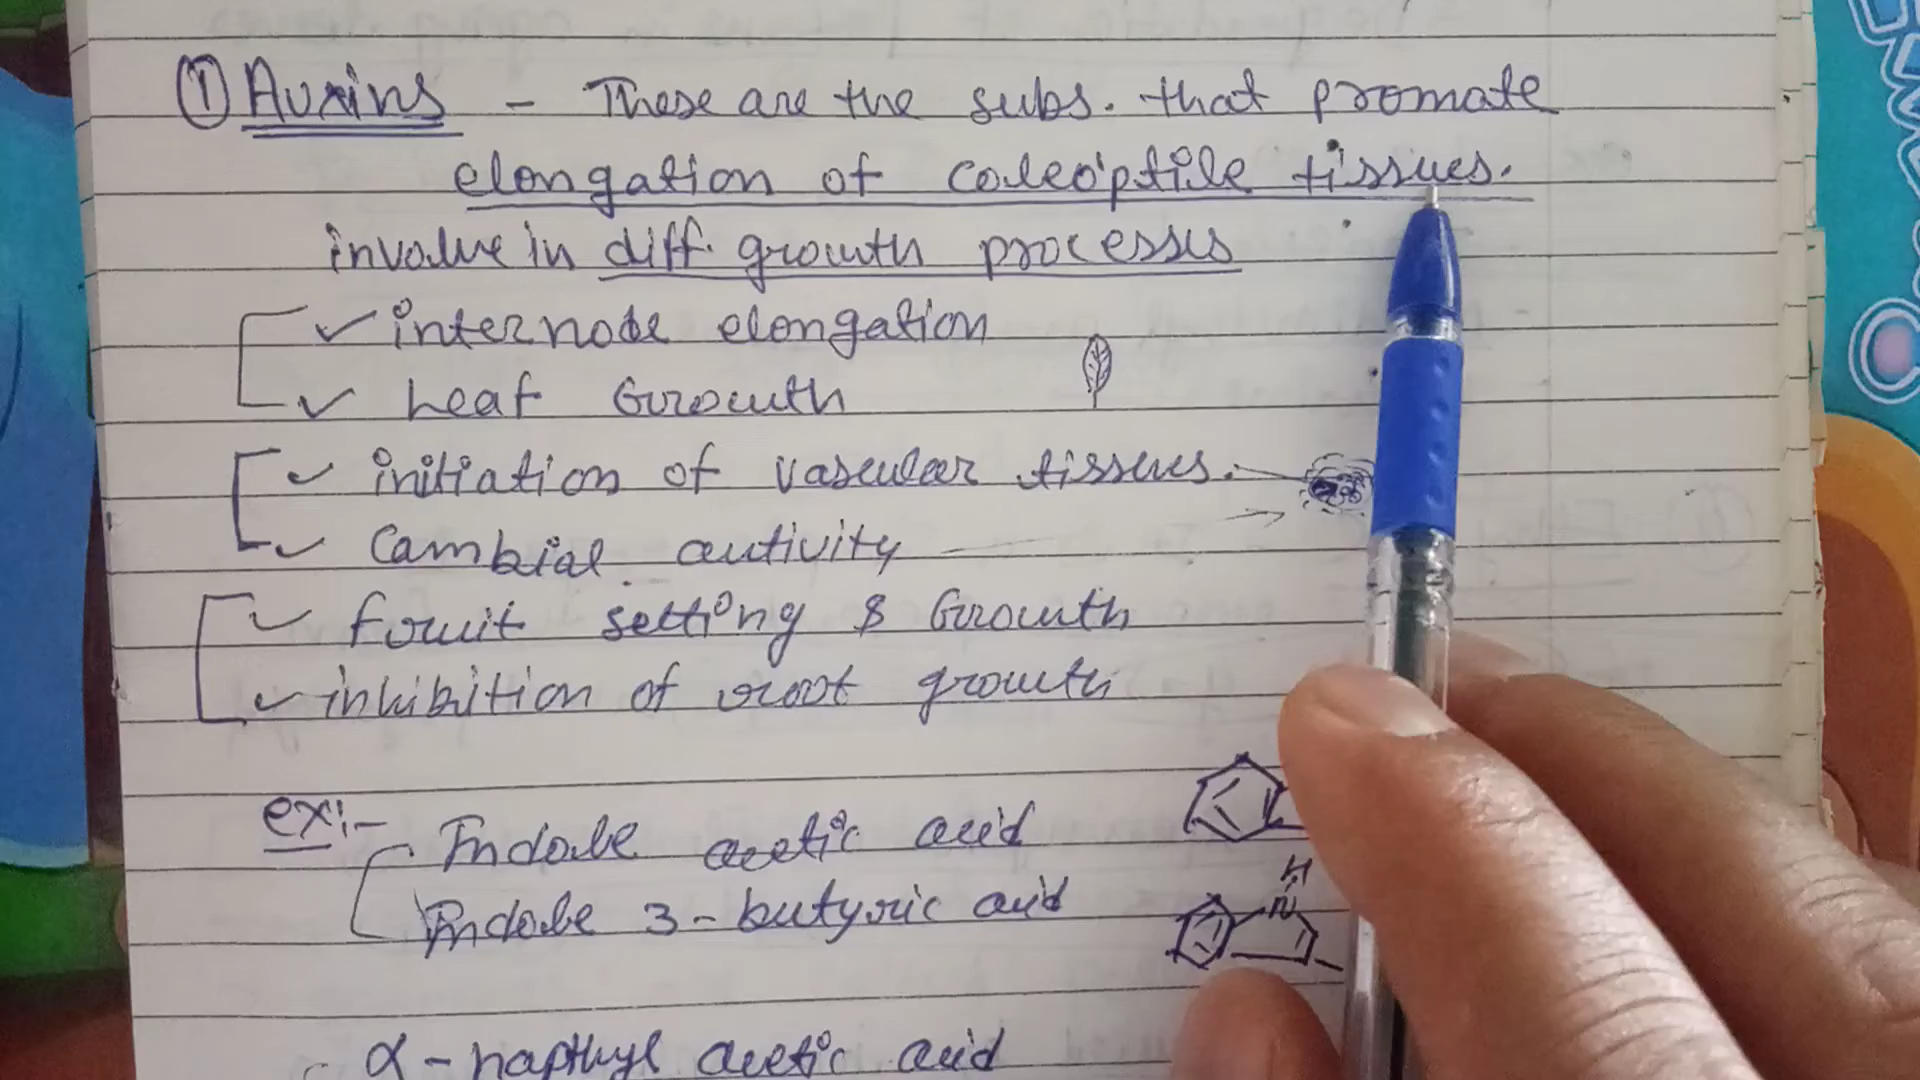 ① Auxins - These are the subs. that promate
elongation of coleoptile tissues.
involve in diff. growth processes
✓ internode elongation
✓ Leaf Growth
✓ initiation of vascular tissues.
✓ Cambial activity
✓ fruit setting & Growth
✓ inhibition of root growth
ex:- Indole acetic acid
Indole 3-butyric acid
H
N
α-napthyl acetic acid